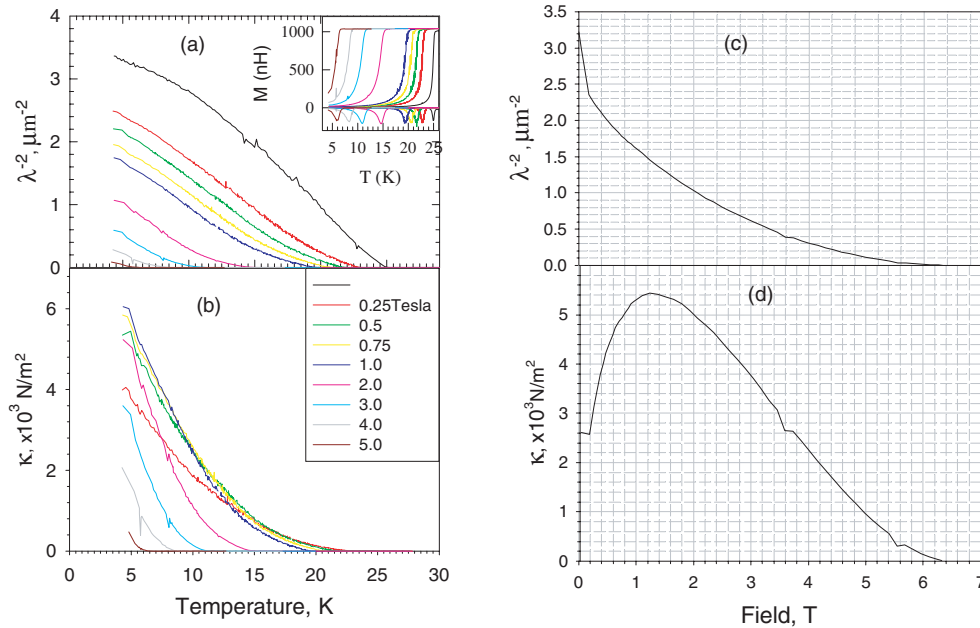 (a)
4
3
2
1
0
λ⁻², μm⁻²
1000
500
0
M (nH)
5 10 15 20 25
T (K)
(b)
6
4
2
0
κ, x10³ N/m²
0.25Tesla
0.5
0.75
1.0
2.0
3.0
4.0
5.0
0 5 10 15 20 25 30
Temperature, K
(c)
3.5
3.0
2.5
2.0
1.5
1.0
0.5
0.0
λ⁻², μm⁻²
(d)
5
4
3
2
1
0
κ, x10³N/m²
0 1 2 3 4 5 6 7
Field, T